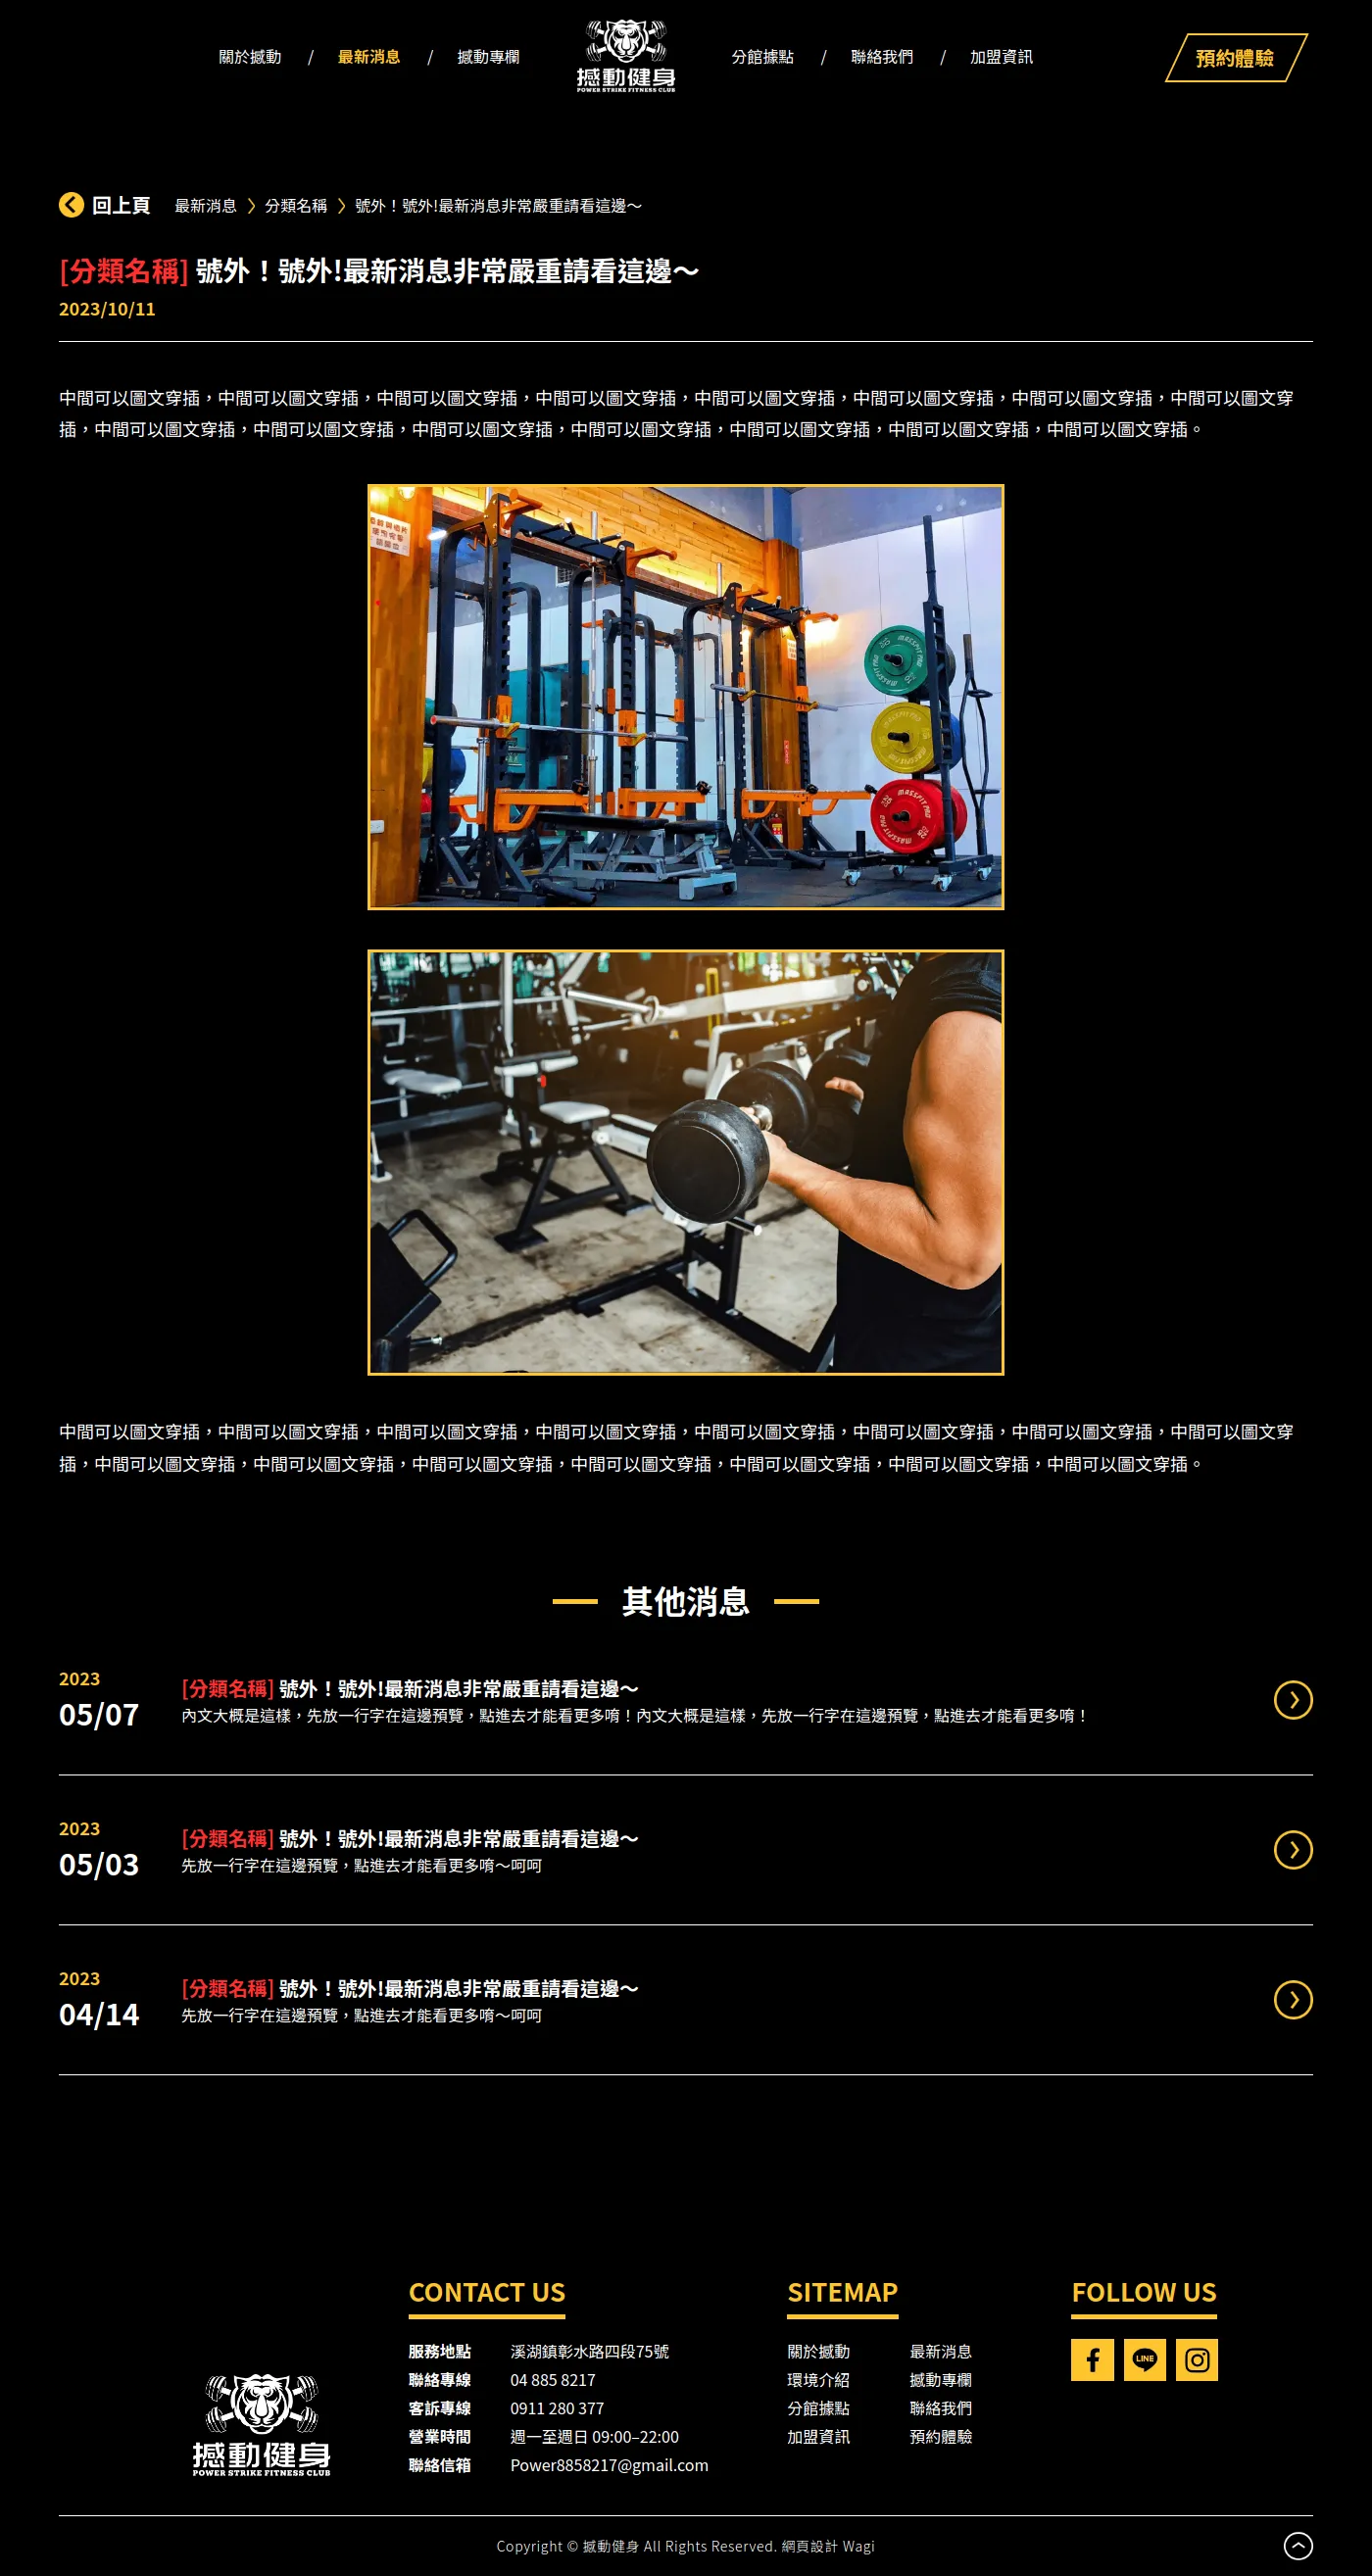 關於撼動 / 最新消息 / 撼動專欄
撼動健身
POWER STRIKE FITNESS CLUB
分館據點 / 聯絡我們 / 加盟資訊
預約體驗
回上頁 最新消息 > 分類名稱 > 號外！號外!最新消息非常嚴重請看這邊～
[分類名稱] 號外！號外!最新消息非常嚴重請看這邊～
2023/10/11
中間可以圖文穿插，中間可以圖文穿插，中間可以圖文穿插，中間可以圖文穿插，中間可以圖文穿插，中間可以圖文穿插，中間可以圖文穿插，中間可以圖文穿
插，中間可以圖文穿插，中間可以圖文穿插，中間可以圖文穿插，中間可以圖文穿插，中間可以圖文穿插，中間可以圖文穿插，中間可以圖文穿插。
MASSFIT PRO
MASSFIT PRO
MASSFIT PRO
中間可以圖文穿插，中間可以圖文穿插，中間可以圖文穿插，中間可以圖文穿插，中間可以圖文穿插，中間可以圖文穿插，中間可以圖文穿插，中間可以圖文穿
插，中間可以圖文穿插，中間可以圖文穿插，中間可以圖文穿插，中間可以圖文穿插，中間可以圖文穿插，中間可以圖文穿插，中間可以圖文穿插。
其他消息
2023
05/07
[分類名稱] 號外！號外!最新消息非常嚴重請看這邊～
內文大概是這樣，先放一行字在這邊預覽，點進去才能看更多唷！內文大概是這樣，先放一行字在這邊預覽，點進去才能看更多唷！
2023
05/03
[分類名稱] 號外！號外!最新消息非常嚴重請看這邊～
先放一行字在這邊預覽，點進去才能看更多唷～呵呵
2023
04/14
[分類名稱] 號外！號外!最新消息非常嚴重請看這邊～
先放一行字在這邊預覽，點進去才能看更多唷～呵呵
撼動健身
POWER STRIKE FITNESS CLUB
CONTACT US
服務地點 溪湖鎮彰水路四段75號
聯絡專線 04 885 8217
客訴專線 0911 280 377
營業時間 週一至週日 09:00–22:00
聯絡信箱 Power8858217@gmail.com
SITEMAP
關於撼動 最新消息
環境介紹 撼動專欄
分館據點 聯絡我們
加盟資訊 預約體驗
FOLLOW US
LINE
Copyright © 撼動健身 All Rights Reserved. 網頁設計 Wagi